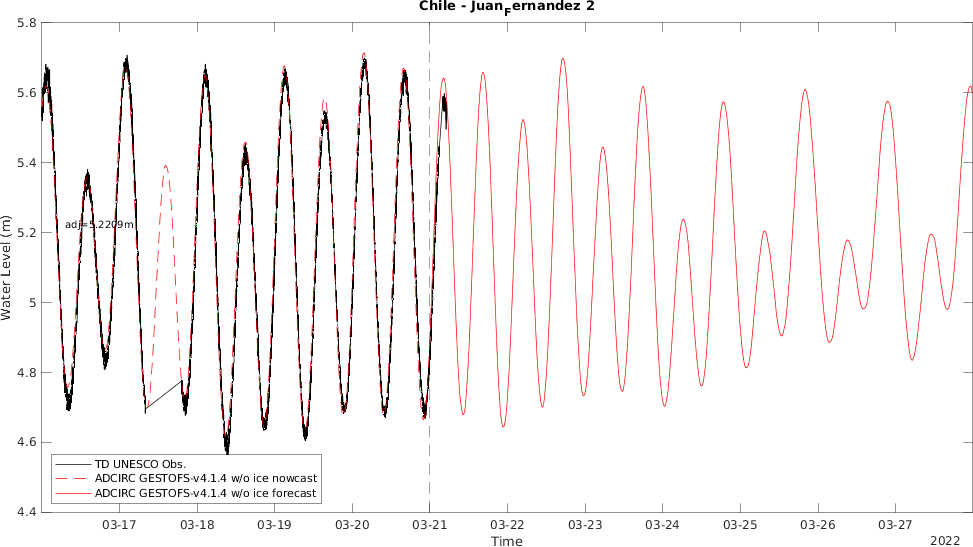 Chile - Juan_Fernandez 2
5.8
5.6
5.4
5.2
5
4.8
4.6
4.4
Water Level (m)
adj=5.2209m
TD UNESCO Obs.
ADCIRC GESTOFS-v4.1.4 w/o ice nowcast
ADCIRC GESTOFS-v4.1.4 w/o ice forecast
03-17
03-18
03-19
03-20
03-21
03-22
03-23
03-24
03-25
03-26
03-27
Time
2022